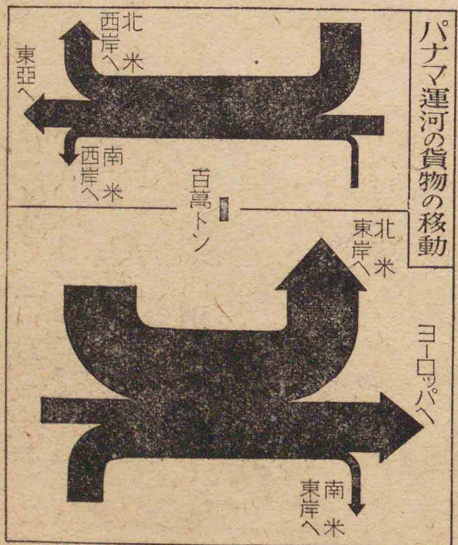 パナマ運河の貨物の移動
北米
西岸へ
東亞へ
南米
西岸へ
百萬トン
北米
東岸へ
ヨーロッパへ
南米
東岸へ